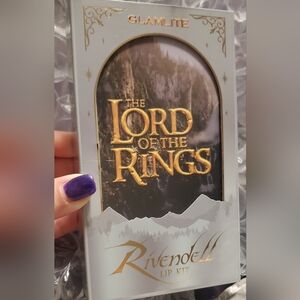 GLAMLITE
THE
LORD
OF THE
RINGS
Rivendell
LIP KIT